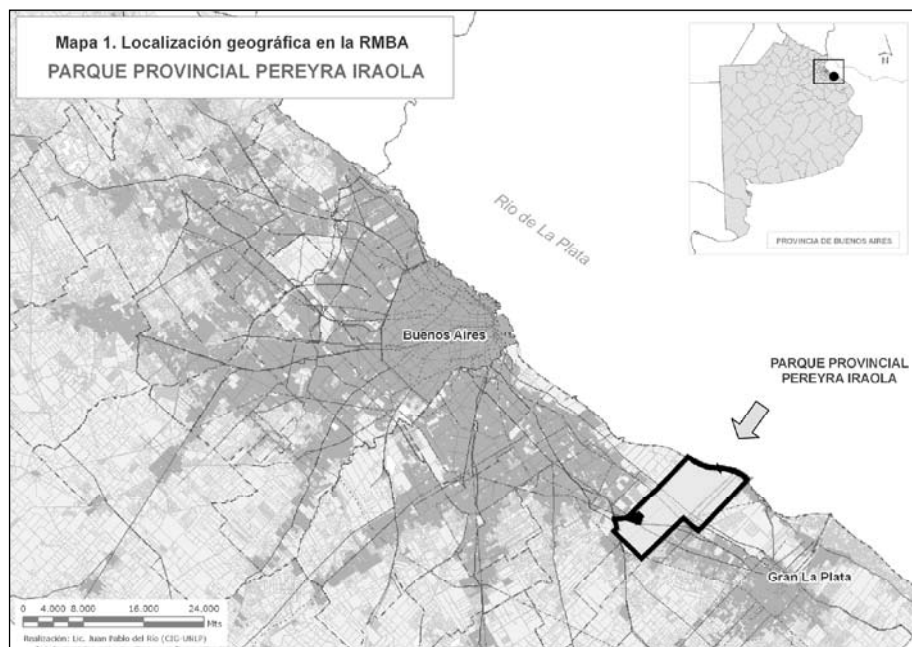 Mapa 1. Localización geográfica en la RMBA
PARQUE PROVINCIAL PEREYRA IRAOLA
N
PROVINCIA DE BUENOS AIRES
Rio de La Plata
Buenos Aires
PARQUE PROVINCIAL
PEREYRA IRAOLA
Gran La Plata
0 4.000 8.000 16.000 24.000
Mts
Realización: Lic. Juan Pablo del Río (CIG-UNLP)